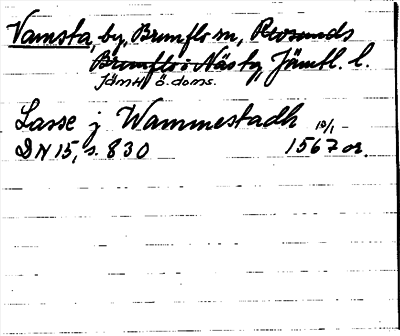 Vamsta, by, Brunflo sn, Rosunds
Brunflo i Näs tg, Jämtl. l.
Jämtl ö. doms.
Lasse j Wammestadh 10/1
DN 15, s. 830 1567 or.